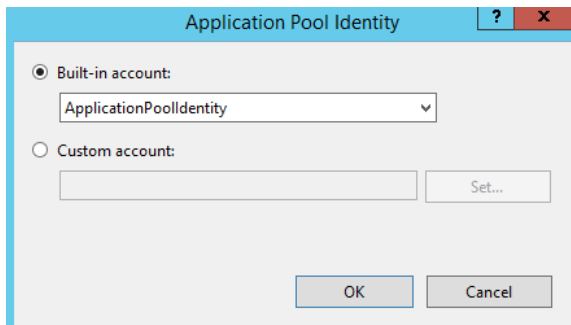 Application Pool Identity
? x
Built-in account:
ApplicationPoolIdentity
Custom account:
Set...
OK Cancel